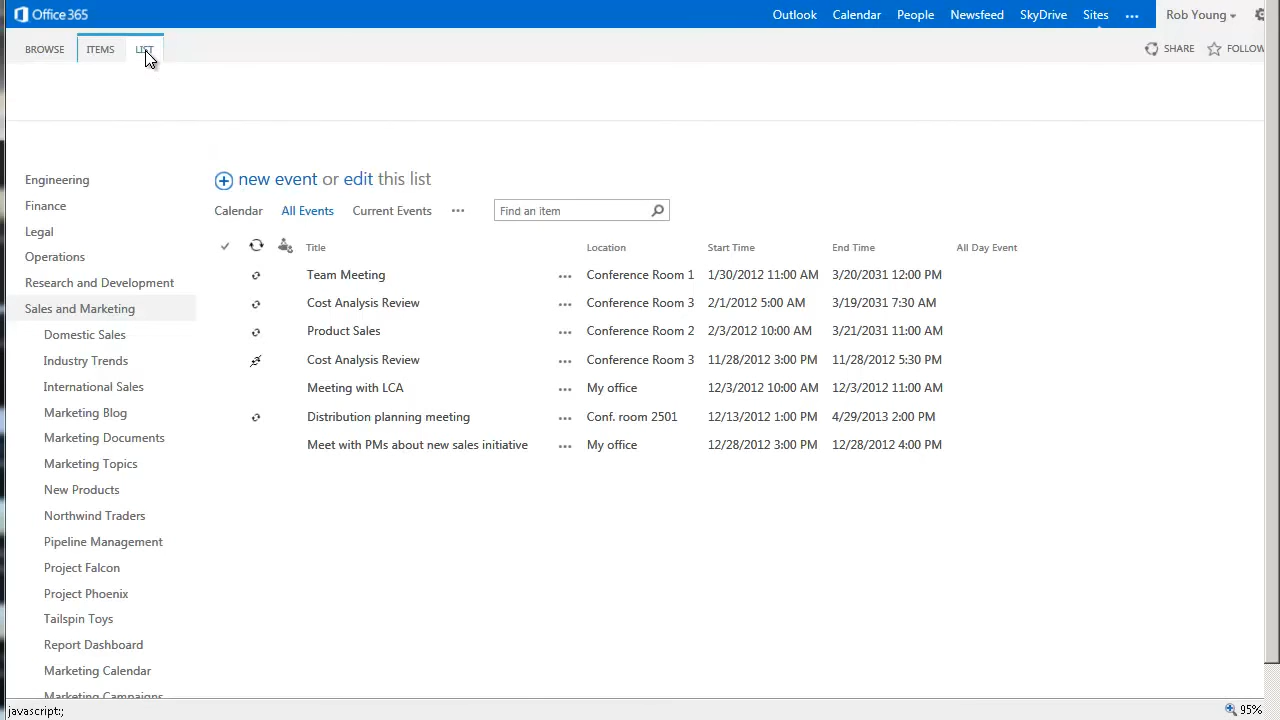 Office 365 Outlook Calendar People Newsfeed SkyDrive Sites ... Rob Young
BROWSE ITEMS LIST SHARE FOLLOW
new event or edit this list
Calendar All Events Current Events ... Find an item
Title Location Start Time End Time All Day Event
Team Meeting ... Conference Room 1 1/30/2012 11:00 AM 3/20/2031 12:00 PM
Cost Analysis Review ... Conference Room 3 2/1/2012 5:00 AM 3/19/2031 7:30 AM
Product Sales ... Conference Room 2 2/3/2012 10:00 AM 3/21/2031 11:00 AM
Cost Analysis Review ... Conference Room 3 11/28/2012 3:00 PM 11/28/2012 5:30 PM
Meeting with LCA ... My office 12/3/2012 10:00 AM 12/3/2012 11:00 AM
Distribution planning meeting ... Conf. room 2501 12/13/2012 1:00 PM 4/29/2013 2:00 PM
Meet with PMs about new sales initiative ... My office 12/28/2012 3:00 PM 12/28/2012 4:00 PM
Engineering
Finance
Legal
Operations
Research and Development
Sales and Marketing
Domestic Sales
Industry Trends
International Sales
Marketing Blog
Marketing Documents
Marketing Topics
New Products
Northwind Traders
Pipeline Management
Project Falcon
Project Phoenix
Tailspin Toys
Report Dashboard
Marketing Calendar
Marketing Campaigns
javascript:; 95%